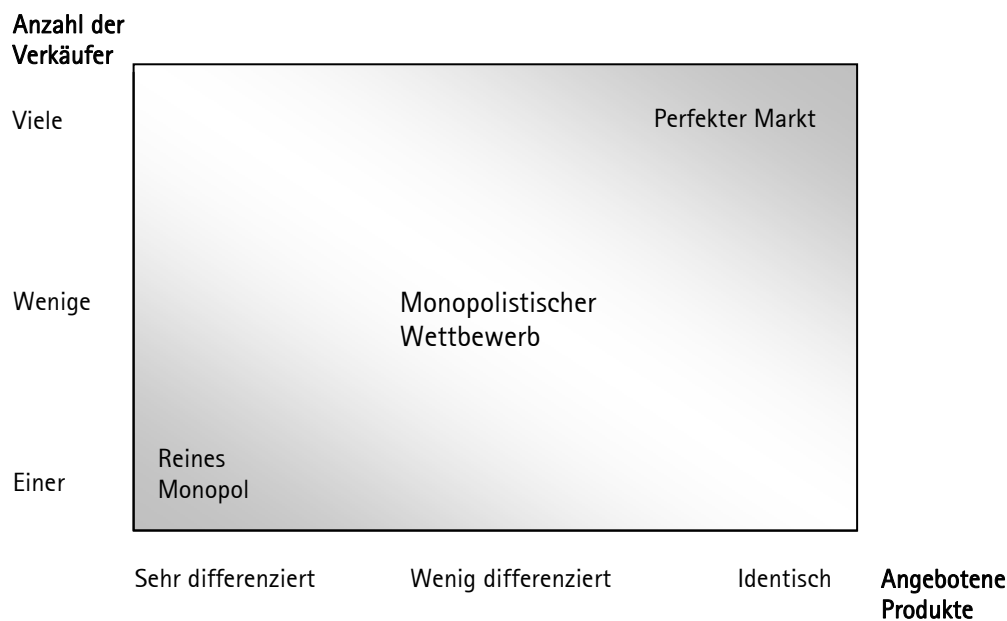 Anzahl der
Verkäufer
Viele
Perfekter Markt
Wenige
Monopolistischer
Wettbewerb
Reines
Monopol
Einer
Sehr differenziert
Wenig differenziert
Identisch
Angebotene
Produkte